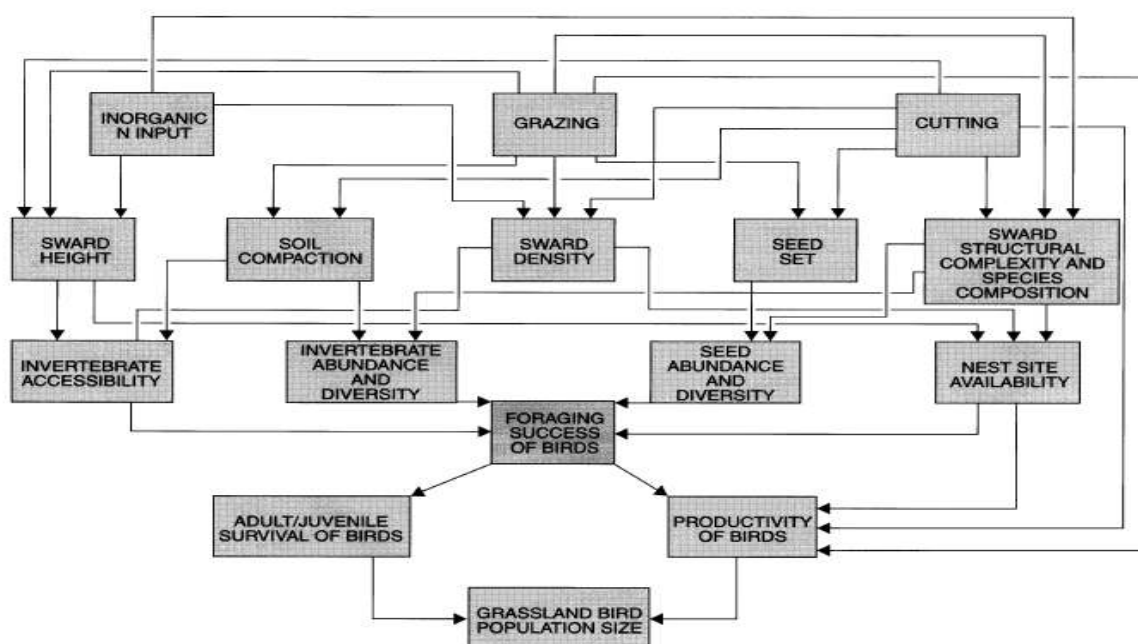 INORGANIC
N INPUT
GRAZING
CUTTING
SWARD
HEIGHT
SOIL
COMPACTION
SWARD
DENSITY
SEED
SET
SWARD
STRUCTURAL
COMPLEXITY AND
SPECIES
COMPOSITION
INVERTEBRATE
ACCESSIBILITY
INVERTEBRATE
ABUNDANCE
AND
DIVERSITY
SEED
ABUNDANCE
AND
DIVERSITY
NEST SITE
AVAILABILITY
FORAGING
SUCCESS
OF BIRDS
ADULT/JUVENILE
SURVIVAL OF BIRDS
PRODUCTIVITY
OF BIRDS
GRASSLAND BIRD
POPULATION SIZE